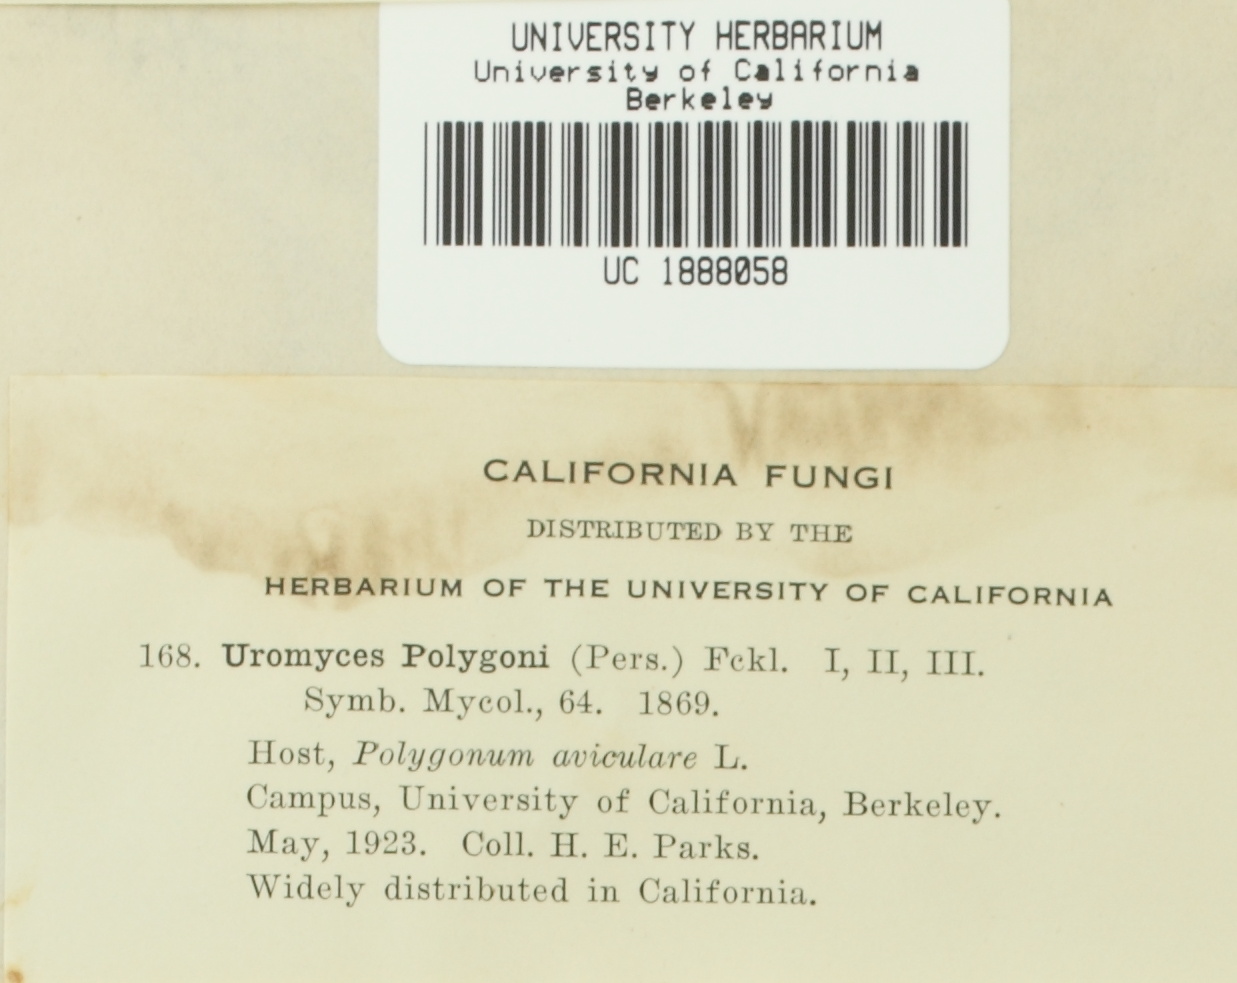 UNIVERSITY HERBARIUM
University of California
Berkeley
UC 1888058
CALIFORNIA FUNGI
DISTRIBUTED BY THE
HERBARIUM OF THE UNIVERSITY OF CALIFORNIA
168. Uromyces Polygoni (Pers.) Fckl. I, II, III.
Symb. Mycol., 64. 1869.
Host, Polygonum aviculare L.
Campus, University of California, Berkeley.
May, 1923. Coll. H. E. Parks.
Widely distributed in California.